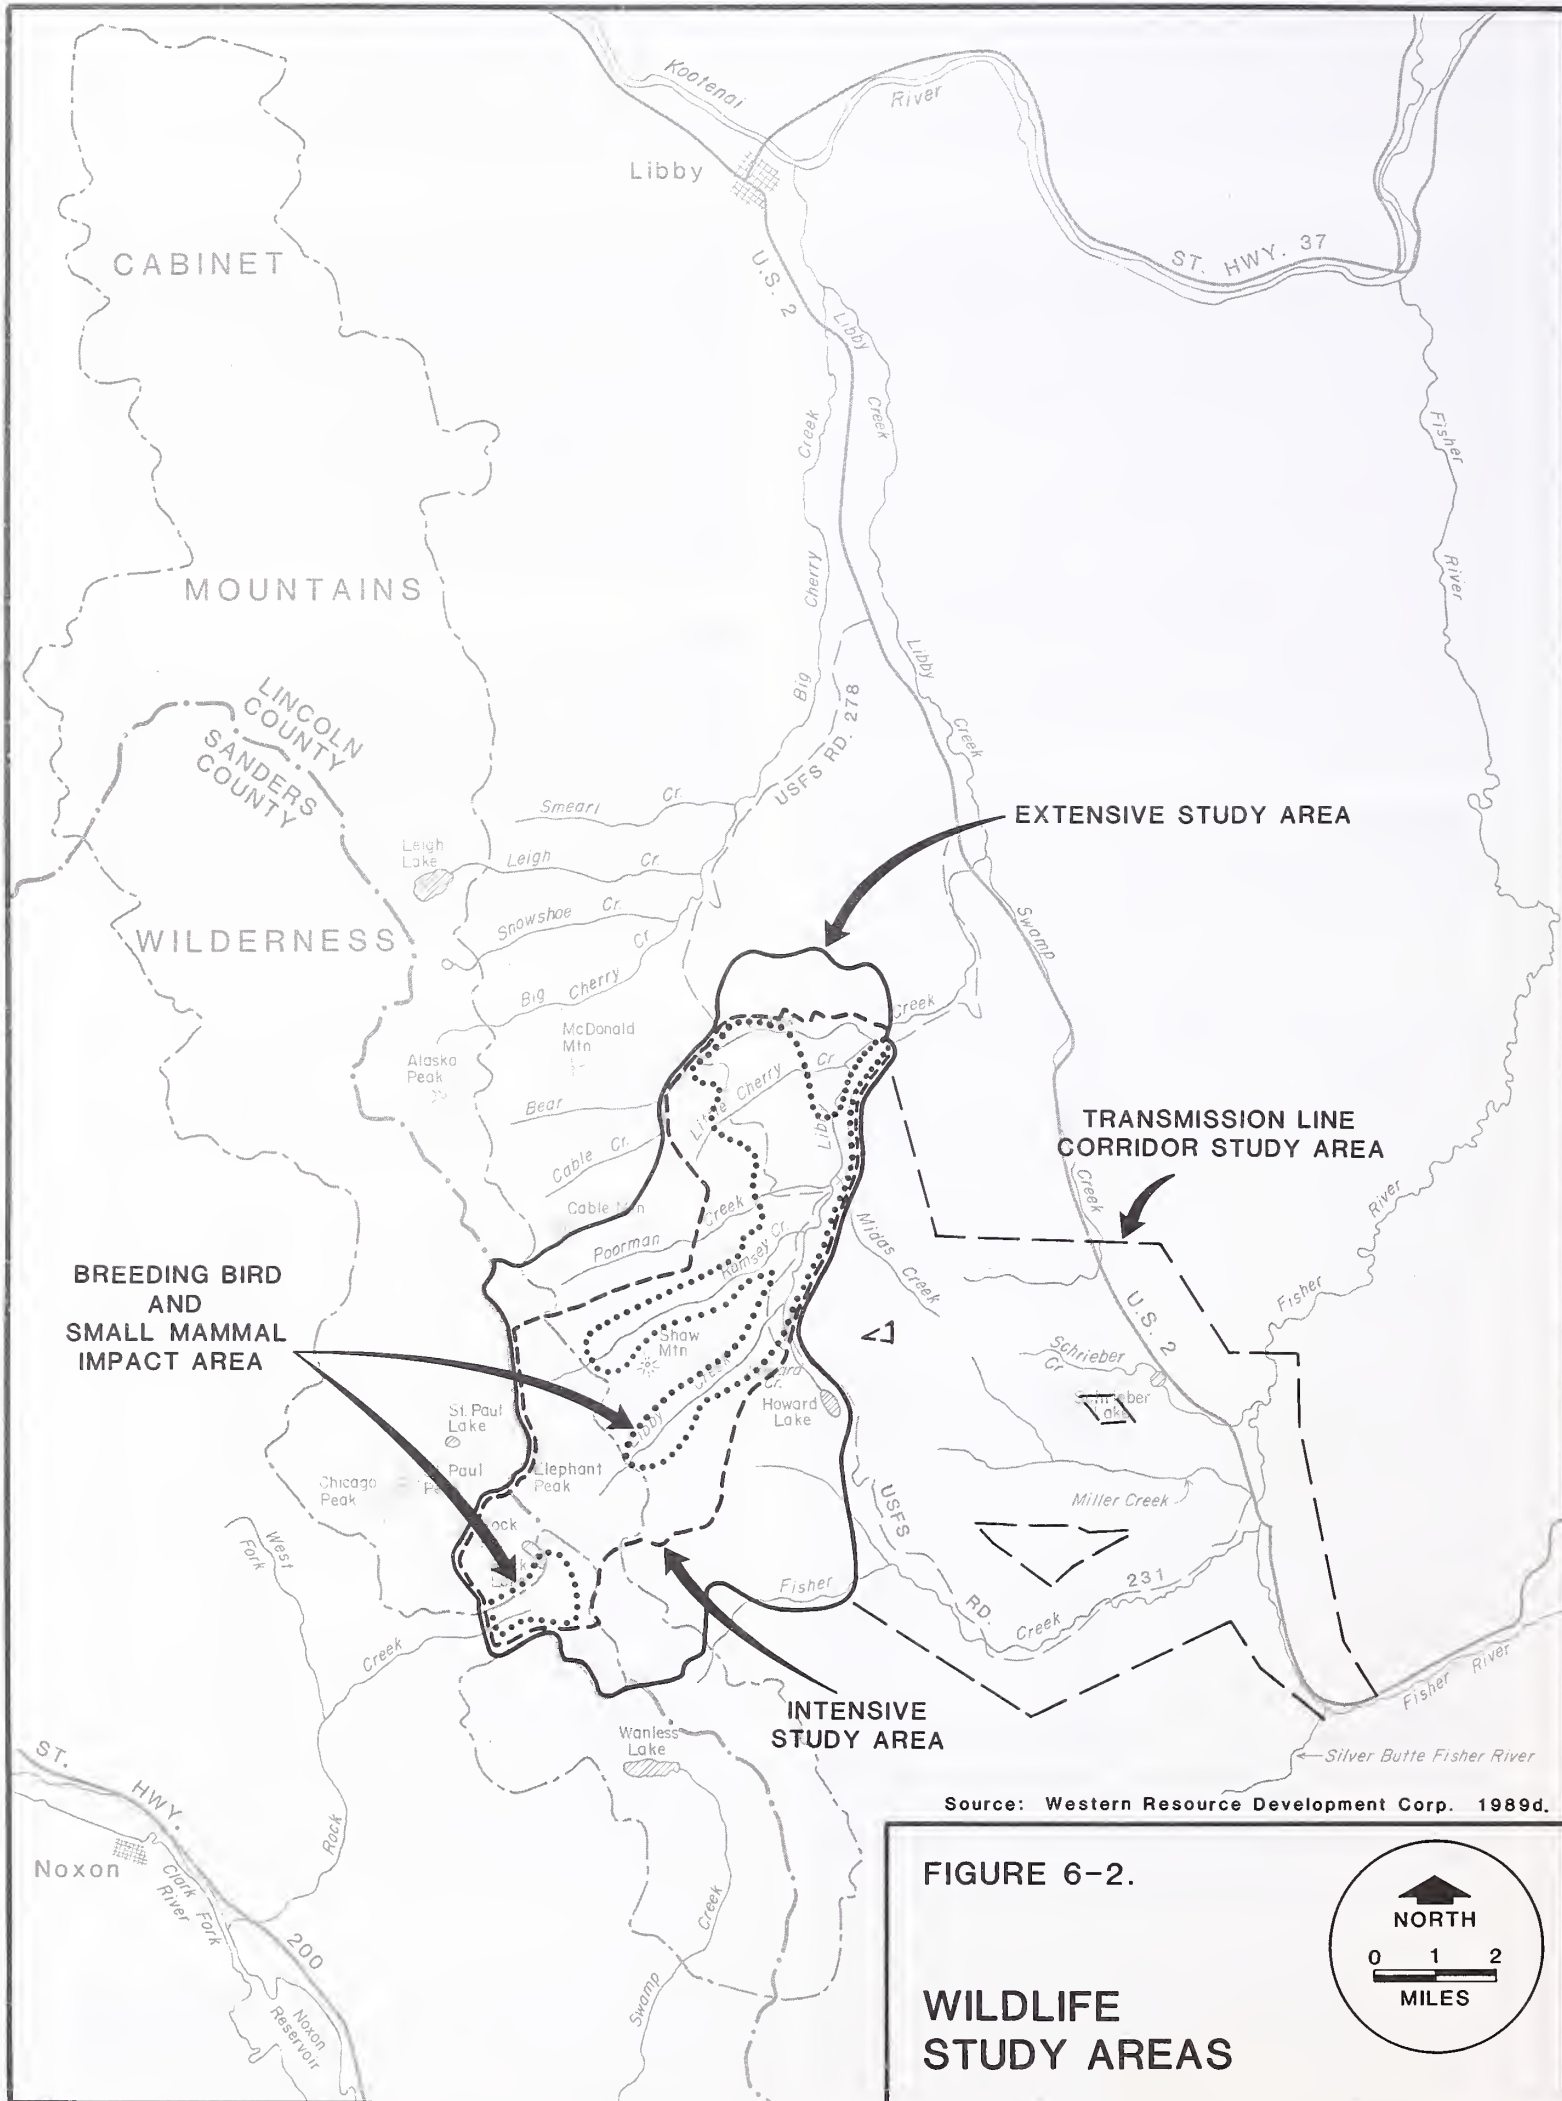 Kootenai
River
Libby
ST. HWY. 37
U.S. 2
CABINET
Libby
Creek
Creek
Fisher
Cherry
River
MOUNTAINS
Libby
Big
USFS RD. 278
Creek
LINCOLN
COUNTY
SANDERS
COUNTY
Smearl Cr.
EXTENSIVE STUDY AREA
Leigh
Lake
Leigh Cr.
Snowshoe Cr.
Swamp
WILDERNESS
Big Cherry Cr
Creek
McDonald
Mtn
Alaska
Peak
Little Cherry Cr
Bear
Libby
TRANSMISSION LINE
CORRIDOR STUDY AREA
Cable Cr.
Creek
River
Cable
Poorman Creek
Ramsey Cr.
Midas
Creek
BREEDING BIRD
AND
SMALL MAMMAL
IMPACT AREA
Fisher
U.S. 2
Shaw
Mtn
Schrieber
Cr
Libby Creek
Cr.
Howard
Lake
Schrieber
Lake
St. Paul
Lake
Paul
Elephant
Peak
Chicago
Peak
Miller Creek
USFS
West
Fork
Fisher
231
RD.
Creek
Creek
River
Fisher
INTENSIVE
STUDY AREA
Wanless
Lake
Silver Butte Fisher River
ST.
HWY.
Source: Western Resource Development Corp. 1989d.
Rock
Noxon
Clark
Fork
River
200
Creek
Swamp
Noxon
Reservoir
FIGURE 6-2.
NORTH
0 1 2
MILES
WILDLIFE
STUDY AREAS